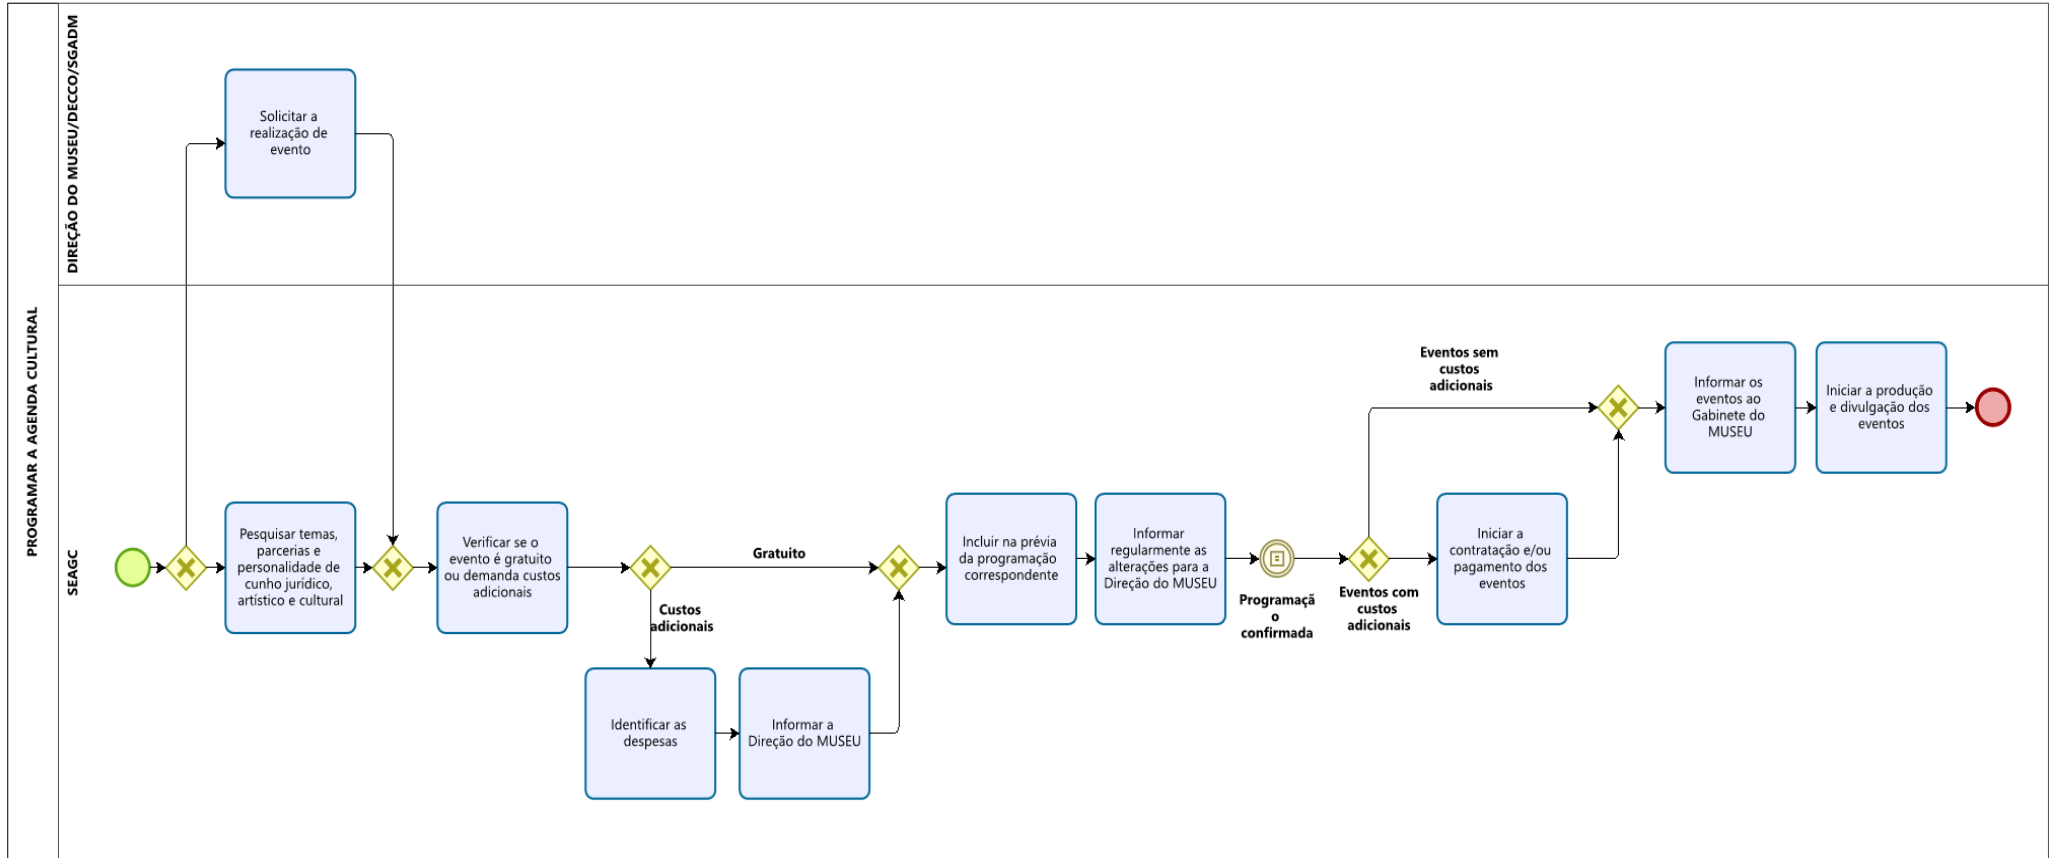 PROGRAMAR A AGENDA CULTURAL
DIREÇÃO DO MUSEU/DECCO/SGADM
Solicitar a
realização de
evento
SEAGC
Pesquisar temas,
parcerias e
personalidade de
cunho jurídico,
artístico e cultural
Verificar se o
evento é gratuito
ou demanda custos
adicionais
Gratuito
Custos
adicionais
Identificar as
despesas
Informar a
Direção do MUSEU
Incluir na prévia
da programação
correspondente
Informar
regularmente as
alterações para a
Direção do MUSEU
Programaçã
o
confirmada
Eventos sem
custos
adicionais
Eventos com
custos
adicionais
Iniciar a
contratação e/ou
pagamento dos
eventos
Informar os
eventos ao
Gabinete do
MUSEU
Iniciar a produção
e divulgação dos
eventos